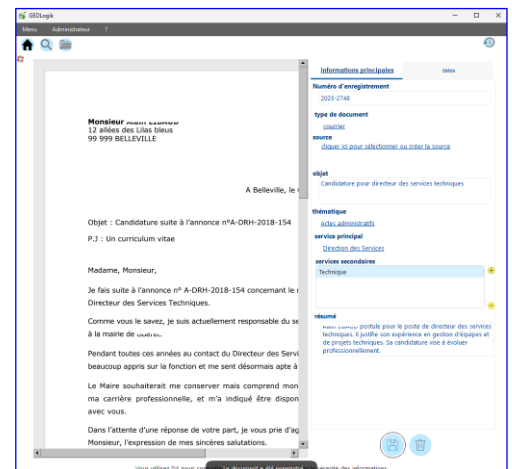 GEDLogik
Menu Administrateur ?
informations principales dates
Numéro d'enregistrement
2025-2748
type de document
courrier
source
cliquer ici pour sélectionner ou créer la source
objet
Candidature pour directeur des services techniques
thématique
Actes administratifs
service principal
Direction des Services
services secondaires
Technique
résumé
postule pour le poste de directeur des services
techniques. Il justifie son expérience en gestion d'équipes et
de projets techniques. Sa candidature vise à évoluer
professionnellement.
Monsieur
12 allées des Lilas bleus
99 999 BELLEVILLE
A Belleville, le
Objet : Candidature suite à l'annonce n°A-DRH-2018-154
P.J : Un curriculum vitae
Madame, Monsieur,
Je fais suite à l'annonce n° A-DRH-2018-154 concernant le
Directeur des Services Techniques.
Comme vous le savez, je suis actuellement responsable du se
à la mairie de
Pendant toutes ces années au contact du Directeur des Servi
beaucoup appris sur la fonction et me sent désormais apte à
Le Maire souhaiterait me conserver mais comprend mon
ma carrière professionnelle, et m'a indiqué être dispon
avec vous.
Dans l'attente d'une réponse de votre part, je vous prie d'ag
Monsieur, l'expression de mes sincères salutations.
Le document a été enregistré
des informations